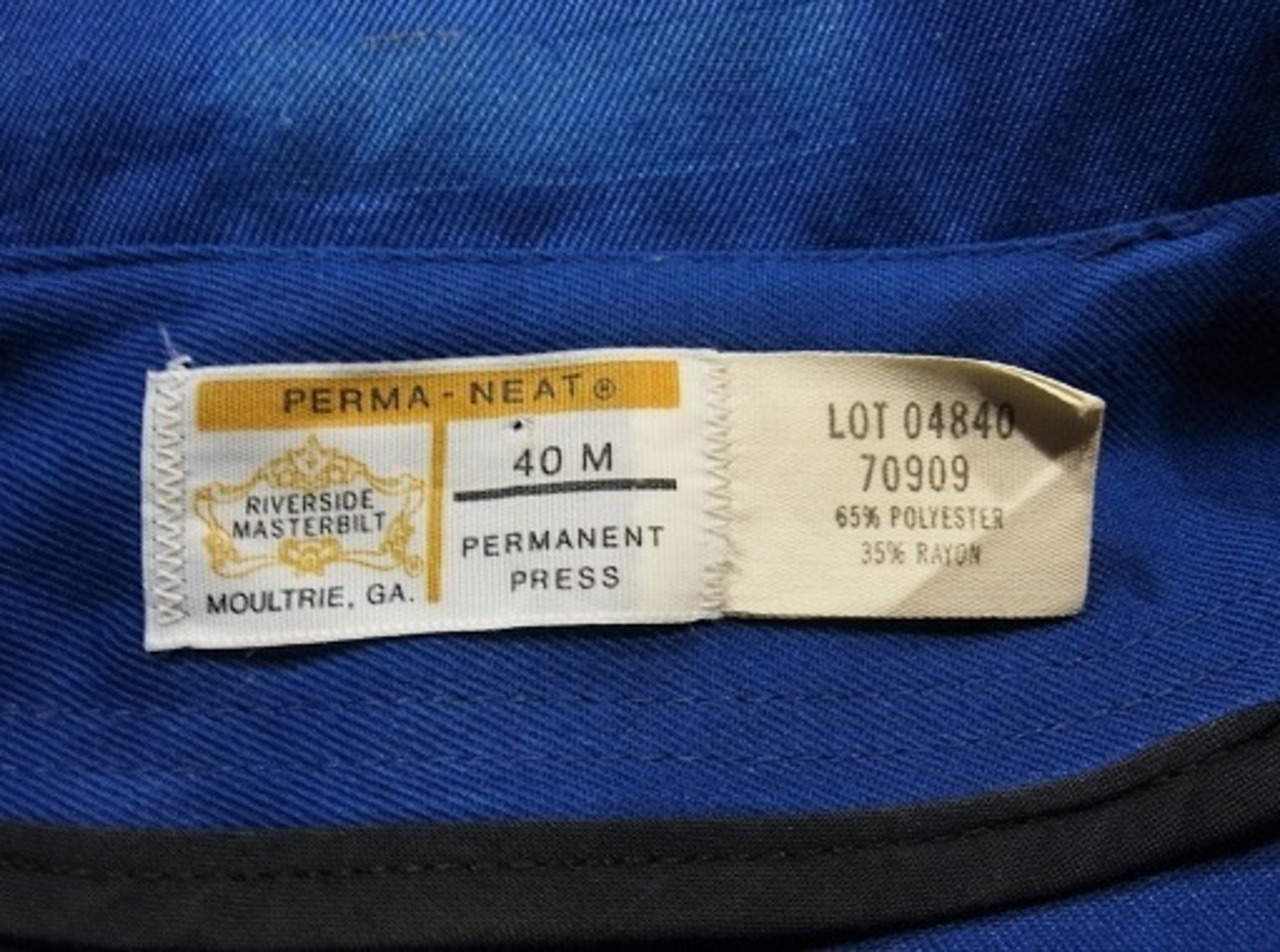 PERMA-NEAT®
RIVERSIDE
MASTERBILT®
MOULTRIE, GA.
40 M
PERMANENT
PRESS
LOT 04840
70909
65% POLYESTER
35% RAYON